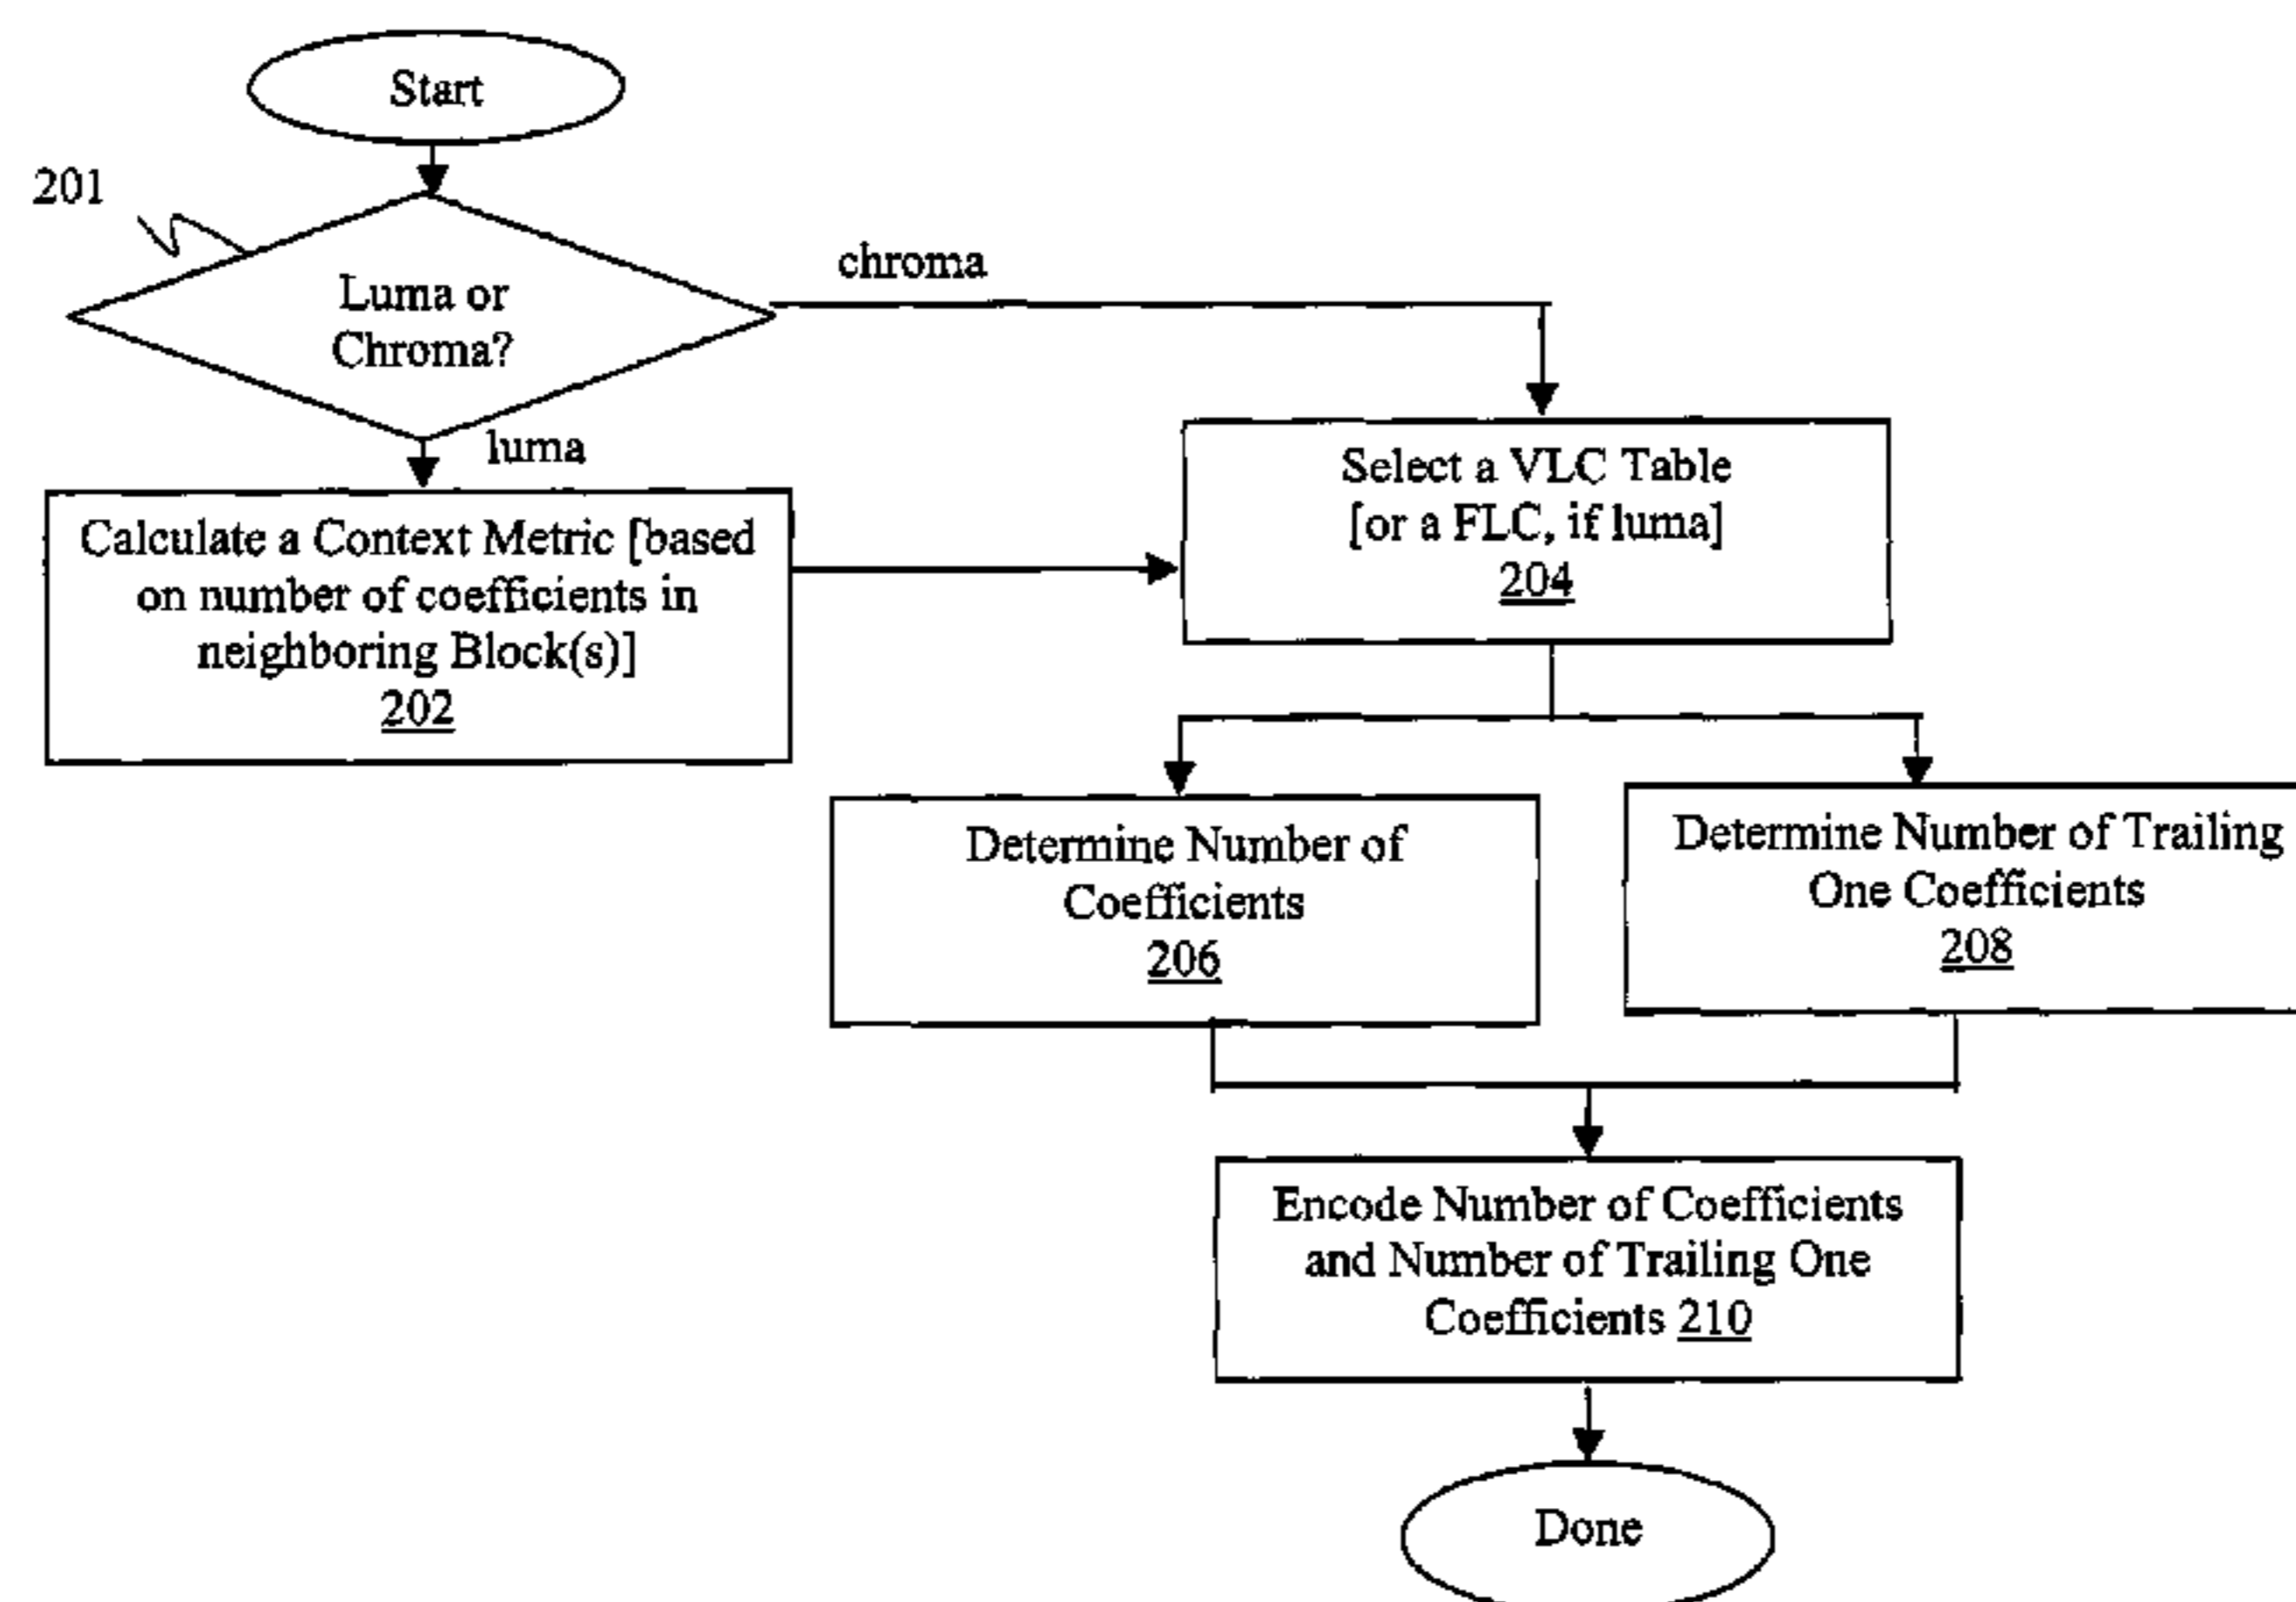 Start
201
Luma or
Chroma?
chroma
luma
Calculate a Context Metric [based
on number of coefficients in
neighboring Block(s)]
202
Select a VLC Table
[or a FLC, if luma]
204
Determine Number of
Coefficients
206
Determine Number of Trailing
One Coefficients
208
Encode Number of Coefficients
and Number of Trailing One
Coefficients 210
Done